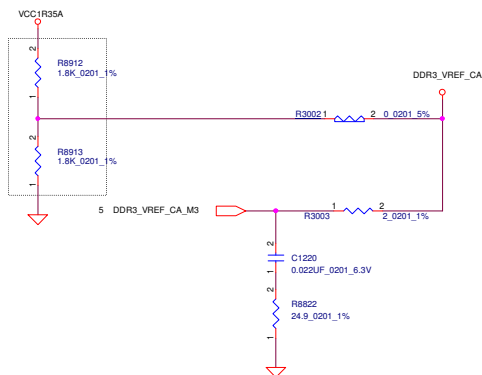 VCC1R35A
2
R8912
1.8K_0201_1%
1
DDR3_VREF_CA
R3002 1 2 0_0201_5%
2
R8913
1.8K_0201_1%
1
5 DDR3_VREF_CA_M3
1 2
R3003 2_0201_1%
2
C1220
1 0.022UF_0201_6.3V
2
R8822
24.9_0201_1%
1